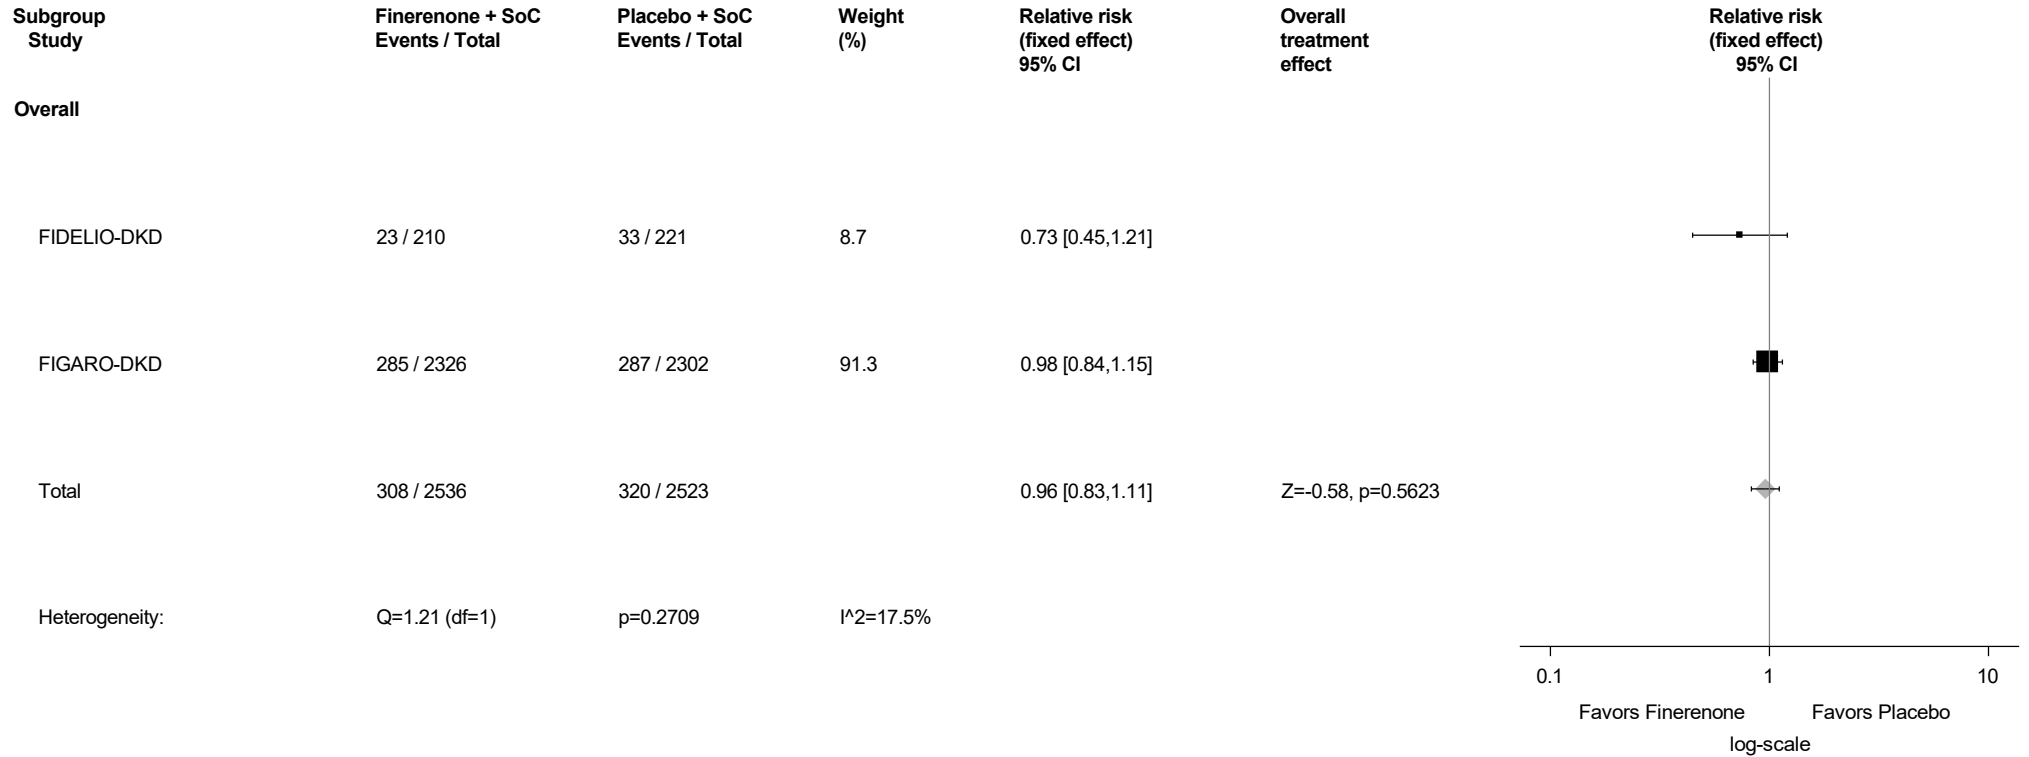 Subgroup Finerenone + SoC Placebo + SoC Weight Relative risk Overall Relative risk
Study Events / Total Events / Total (%) (fixed effect) treatment (fixed effect)
95% CI effect 95% CI
Overall
FIDELIO-DKD 23 / 210 33 / 221 8.7 0.73 [0.45,1.21]
FIGARO-DKD 285 / 2326 287 / 2302 91.3 0.98 [0.84,1.15]
Total 308 / 2536 320 / 2523 0.96 [0.83,1.11] Z=-0.58, p=0.5623
Heterogeneity: Q=1.21 (df=1) p=0.2709 I^2=17.5%
0.1 1 10
Favors Finerenone Favors Placebo
log-scale